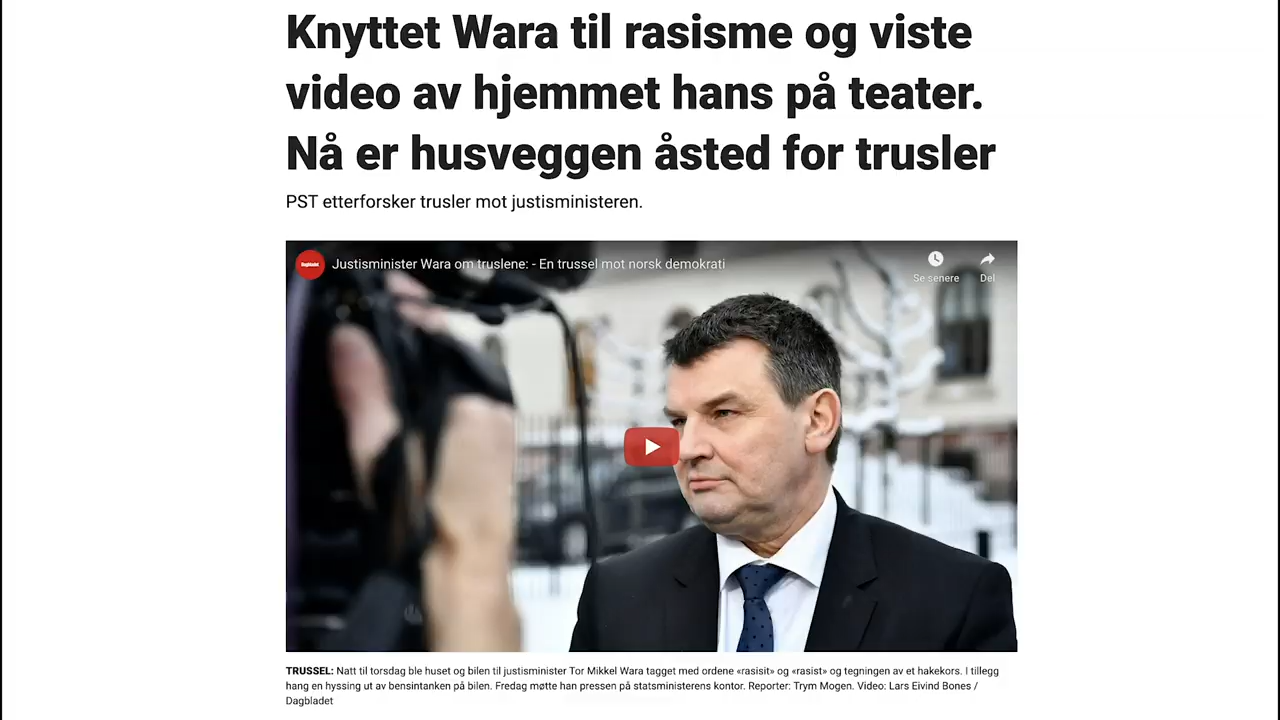 Knyttet Wara til rasisme og viste
video av hjemmet hans på teater.
Nå er husveggen åsted for trusler
PST etterforsker trusler mot justisministeren.
Dagbladet
Justisminister Wara om truslene: - En trussel mot norsk demokrati
Se senere
Del
TRUSSEL: Natt til torsdag ble huset og bilen til justisminister Tor Mikkel Wara tagget med ordene «rasisit» og «rasist» og tegningen av et hakekors. I tillegg
hang en hyssing ut av bensintanken på bilen. Fredag møtte han pressen på statsministerens kontor. Reporter: Trym Mogen. Video: Lars Eivind Bones /
Dagbladet